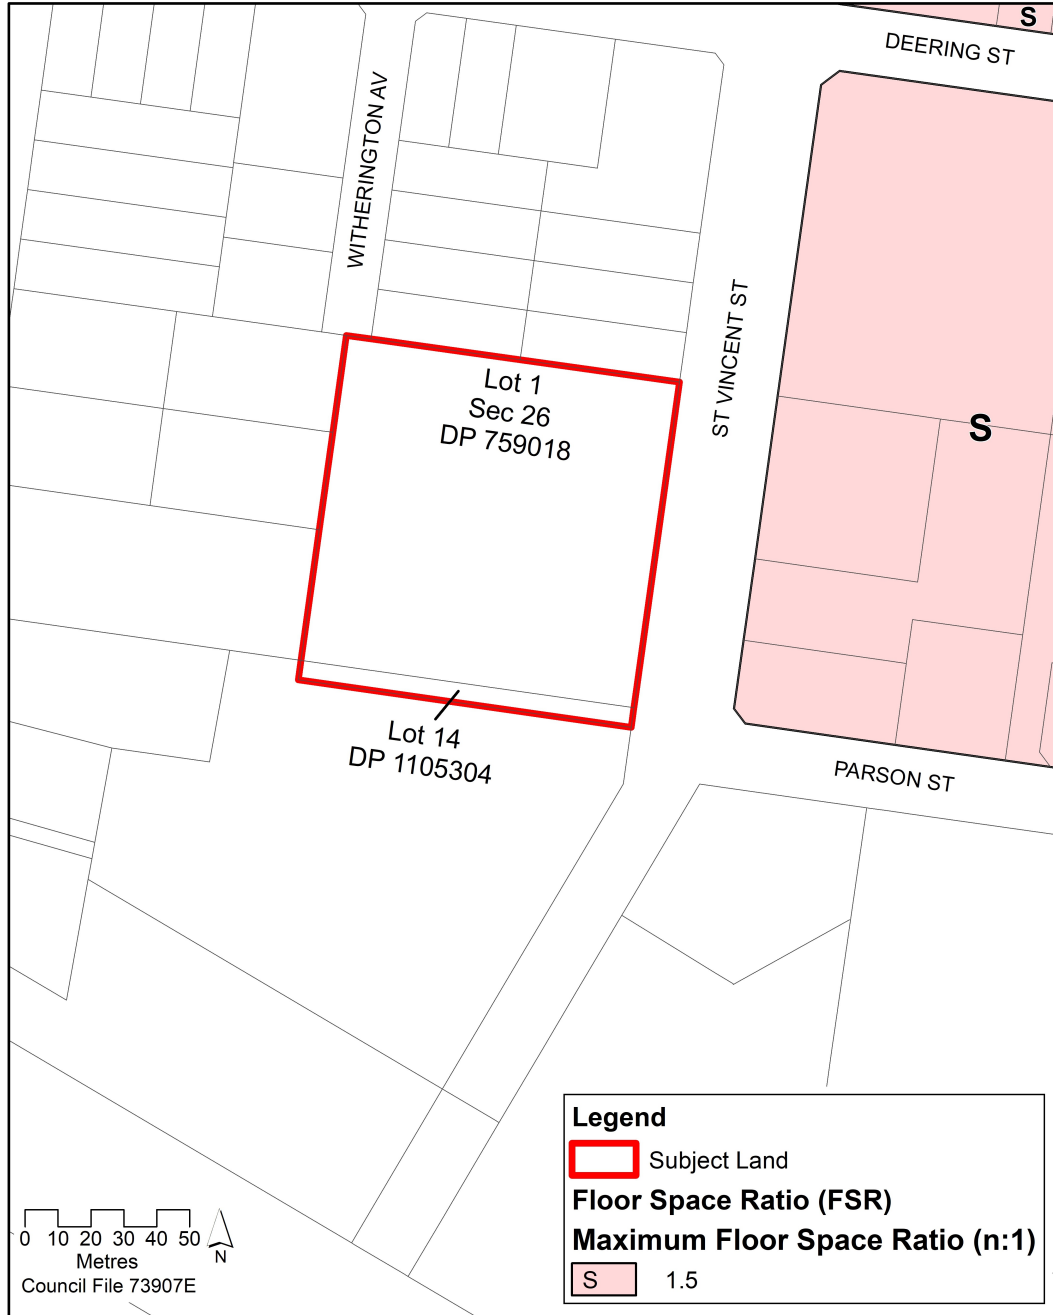 S
DEERING ST
WITHERINGTON AV
ST VINCENT ST
Lot 1
Sec 26
DP 759018
S
Lot 14
DP 1105304
PARSON ST
Legend
Subject Land
Floor Space Ratio (FSR)
Maximum Floor Space Ratio (n:1)
S 1.5
0 10 20 30 40 50
N
Metres
Council File 73907E